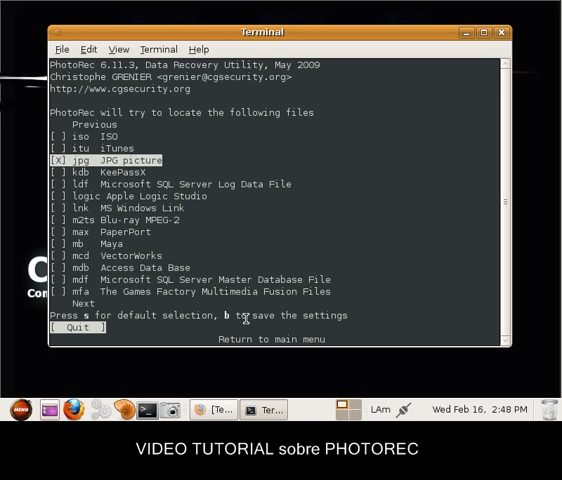 Terminal
File Edit View Terminal Help
PhotoRec 6.11.3, Data Recovery Utility, May 2009
Christophe GRENIER <grenier@cgsecurity.org>
http://www.cgsecurity.org
PhotoRec will try to locate the following files
Previous
[ ] iso ISO
[ ] itu iTunes
[X] jpg JPG picture
[ ] kdb KeePassX
[ ] ldf Microsoft SQL Server Log Data File
[ ] logic Apple Logic Studio
[ ] lnk MS Windows Link
[ ] m2ts Blu-ray MPEG-2
[ ] max PaperPort
[ ] mb Maya
[ ] mcd VectorWorks
[ ] mdb Access Data Base
[ ] mdf Microsoft SQL Server Master Database File
[ ] mfa The Games Factory Multimedia Fusion Files
Next
Press s for default selection, b to save the settings
[ Quit ]
Return to main menu
MENU [Te... Ter... LAm Wed Feb 16, 2:48 PM
VIDEO TUTORIAL sobre PHOTOREC